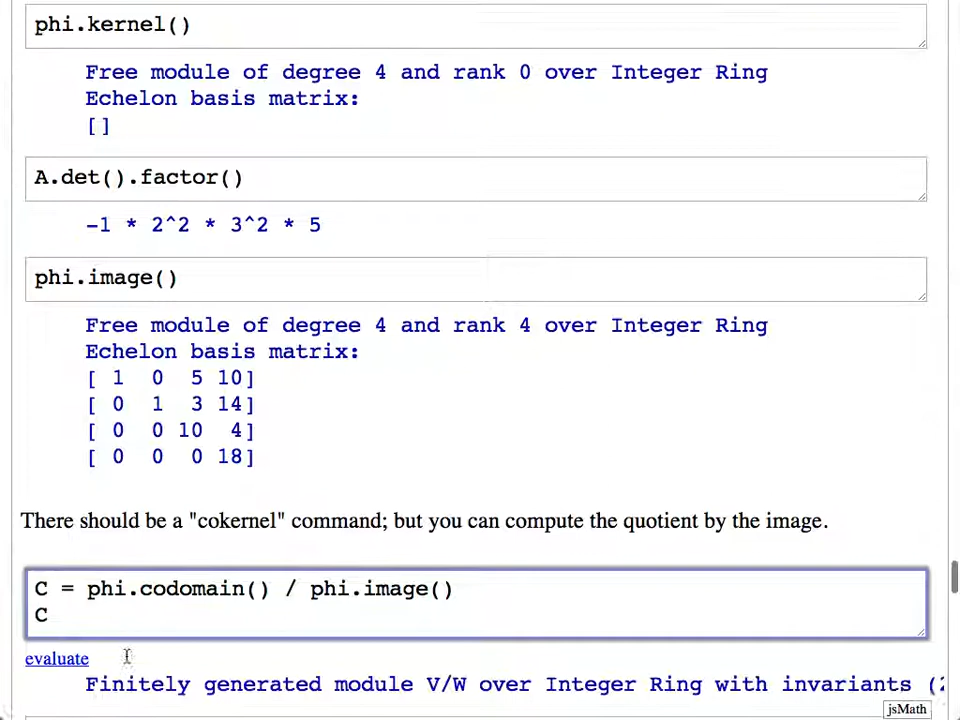 phi.kernel()
Free module of degree 4 and rank 0 over Integer Ring
Echelon basis matrix:
[]
A.det().factor()
-1 * 2^2 * 3^2 * 5
phi.image()
Free module of degree 4 and rank 4 over Integer Ring
Echelon basis matrix:
[ 1 0 5 10]
[ 0 1 3 14]
[ 0 0 10 4]
[ 0 0 0 18]
There should be a "cokernel" command; but you can compute the quotient by the image.
C = phi.codomain() / phi.image()
C
evaluate
Finitely generated module V/W over Integer Ring with invariants (
jsMath